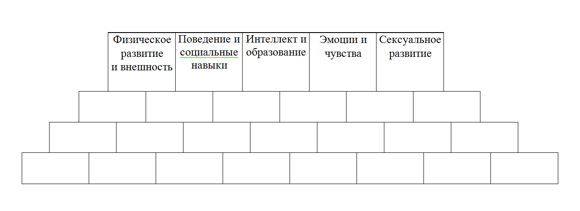 Физическое
развитие
и внешность
Поведение и
социальные
навыки
Интеллект и
образование
Эмоции и
чувства
Сексуальное
развитие